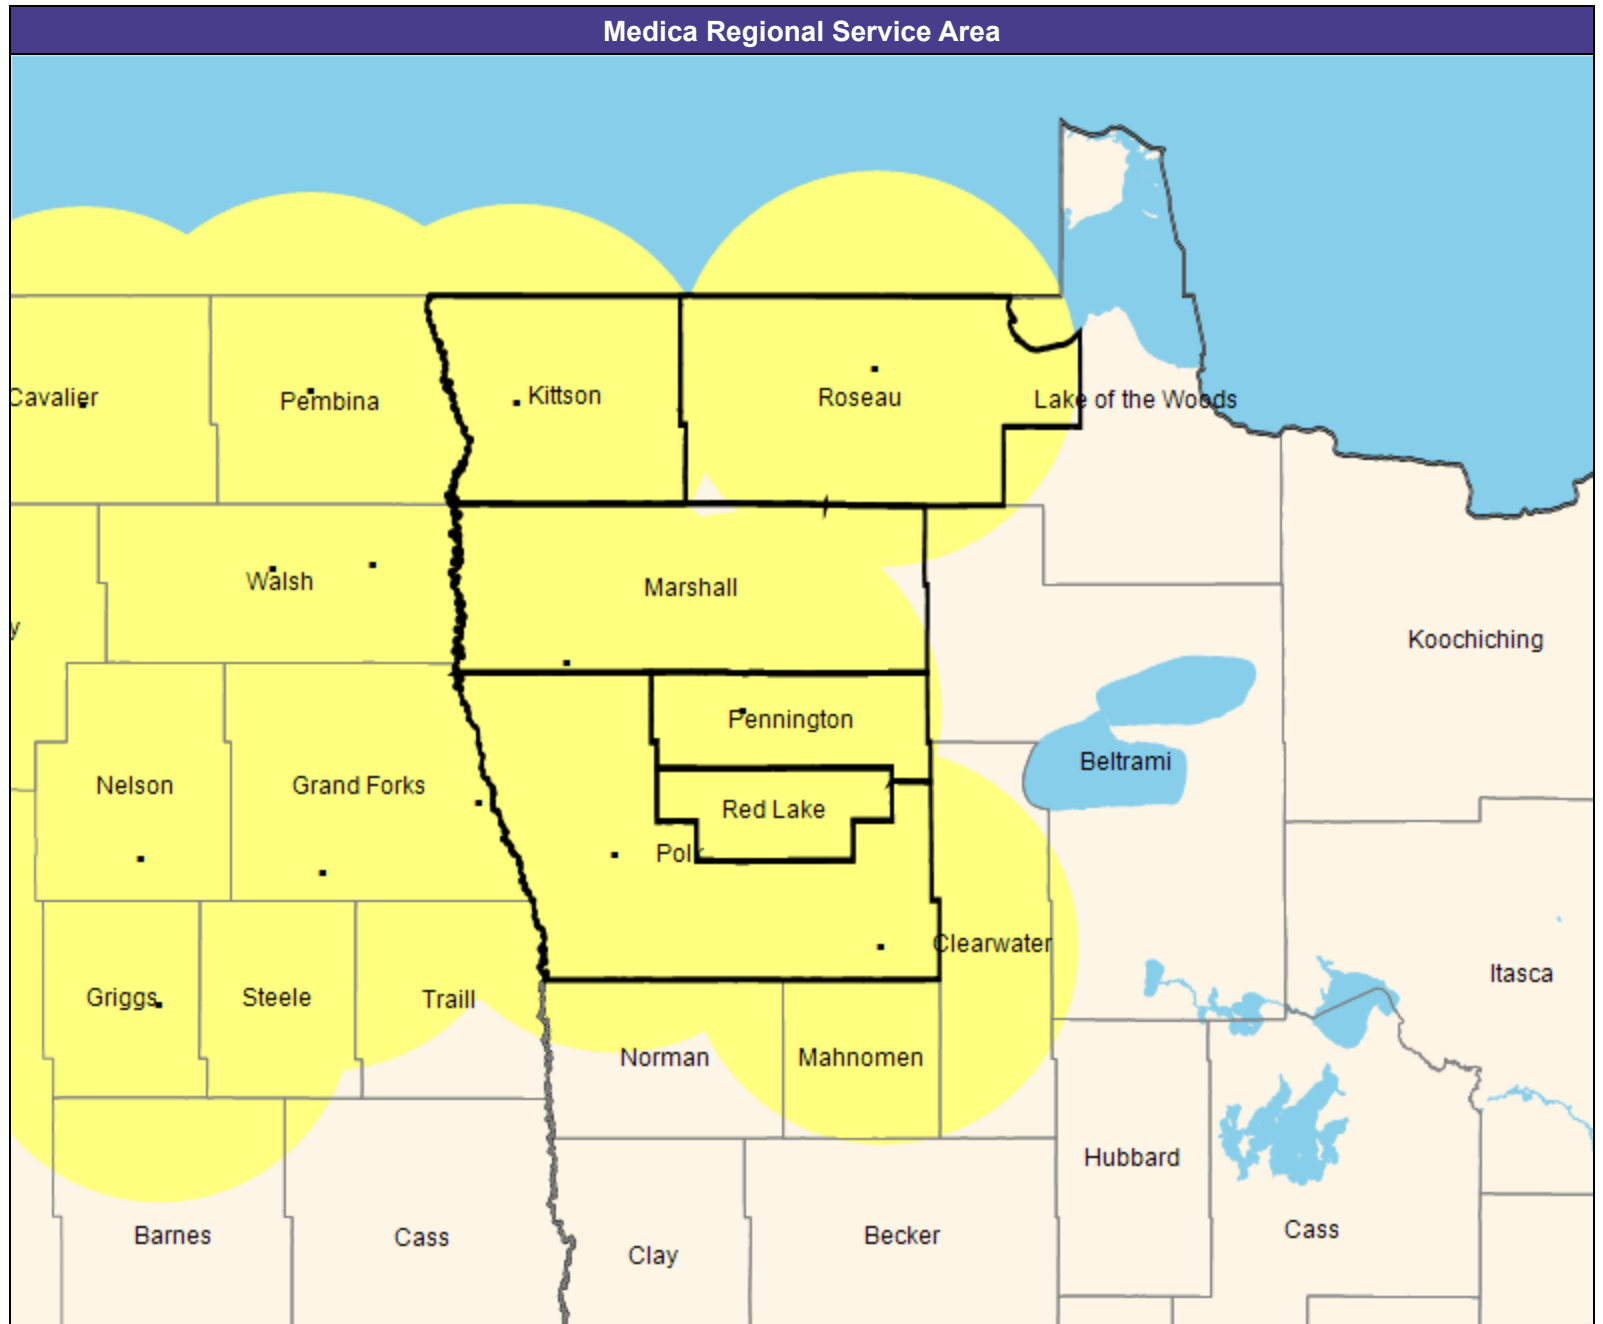 Medica Regional Service Area
Cavalier
Pembina
Kittson
Roseau
Lake of the Woods
Walsh
Marshall
y
Koochiching
Pennington
Beltrami
Nelson
Grand Forks
Red Lake
Polk
Clearwater
Griggs
Steele
Traill
Itasca
Norman
Mahnomen
Hubbard
Barnes
Cass
Clay
Becker
Cass